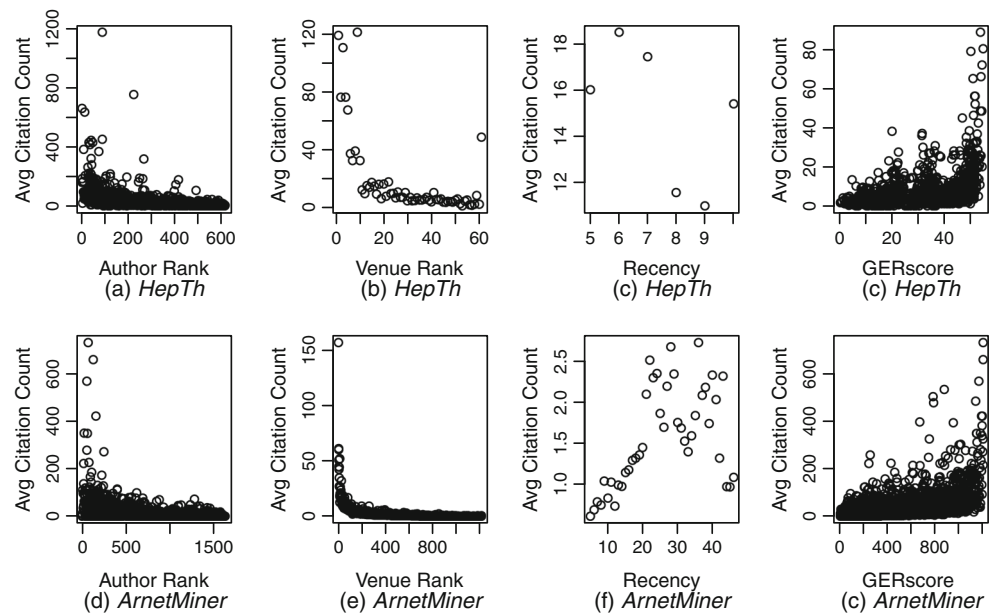 Avg Citation Count
0 400 800 1200
0 200 400 600
Author Rank
(a) HepTh
Avg Citation Count
0 20 40 60 80 120
0 10 20 30 40 50 60
Venue Rank
(b) HepTh
Avg Citation Count
12 14 16 18
5 6 7 8 9
Recency
(c) HepTh
Avg Citation Count
0 20 40 60 80
0 20 40
GERscore
(c) HepTh
Avg Citation Count
0 200 400 600
0 500 1500
Author Rank
(d) ArnetMiner
Avg Citation Count
0 50 100 150
0 400 800
Venue Rank
(e) ArnetMiner
Avg Citation Count
1.0 1.5 2.0 2.5
10 20 30 40
Recency
(f) ArnetMiner
Avg Citation Count
0 200 400 600
0 400 800
GERscore
(c) ArnetMiner